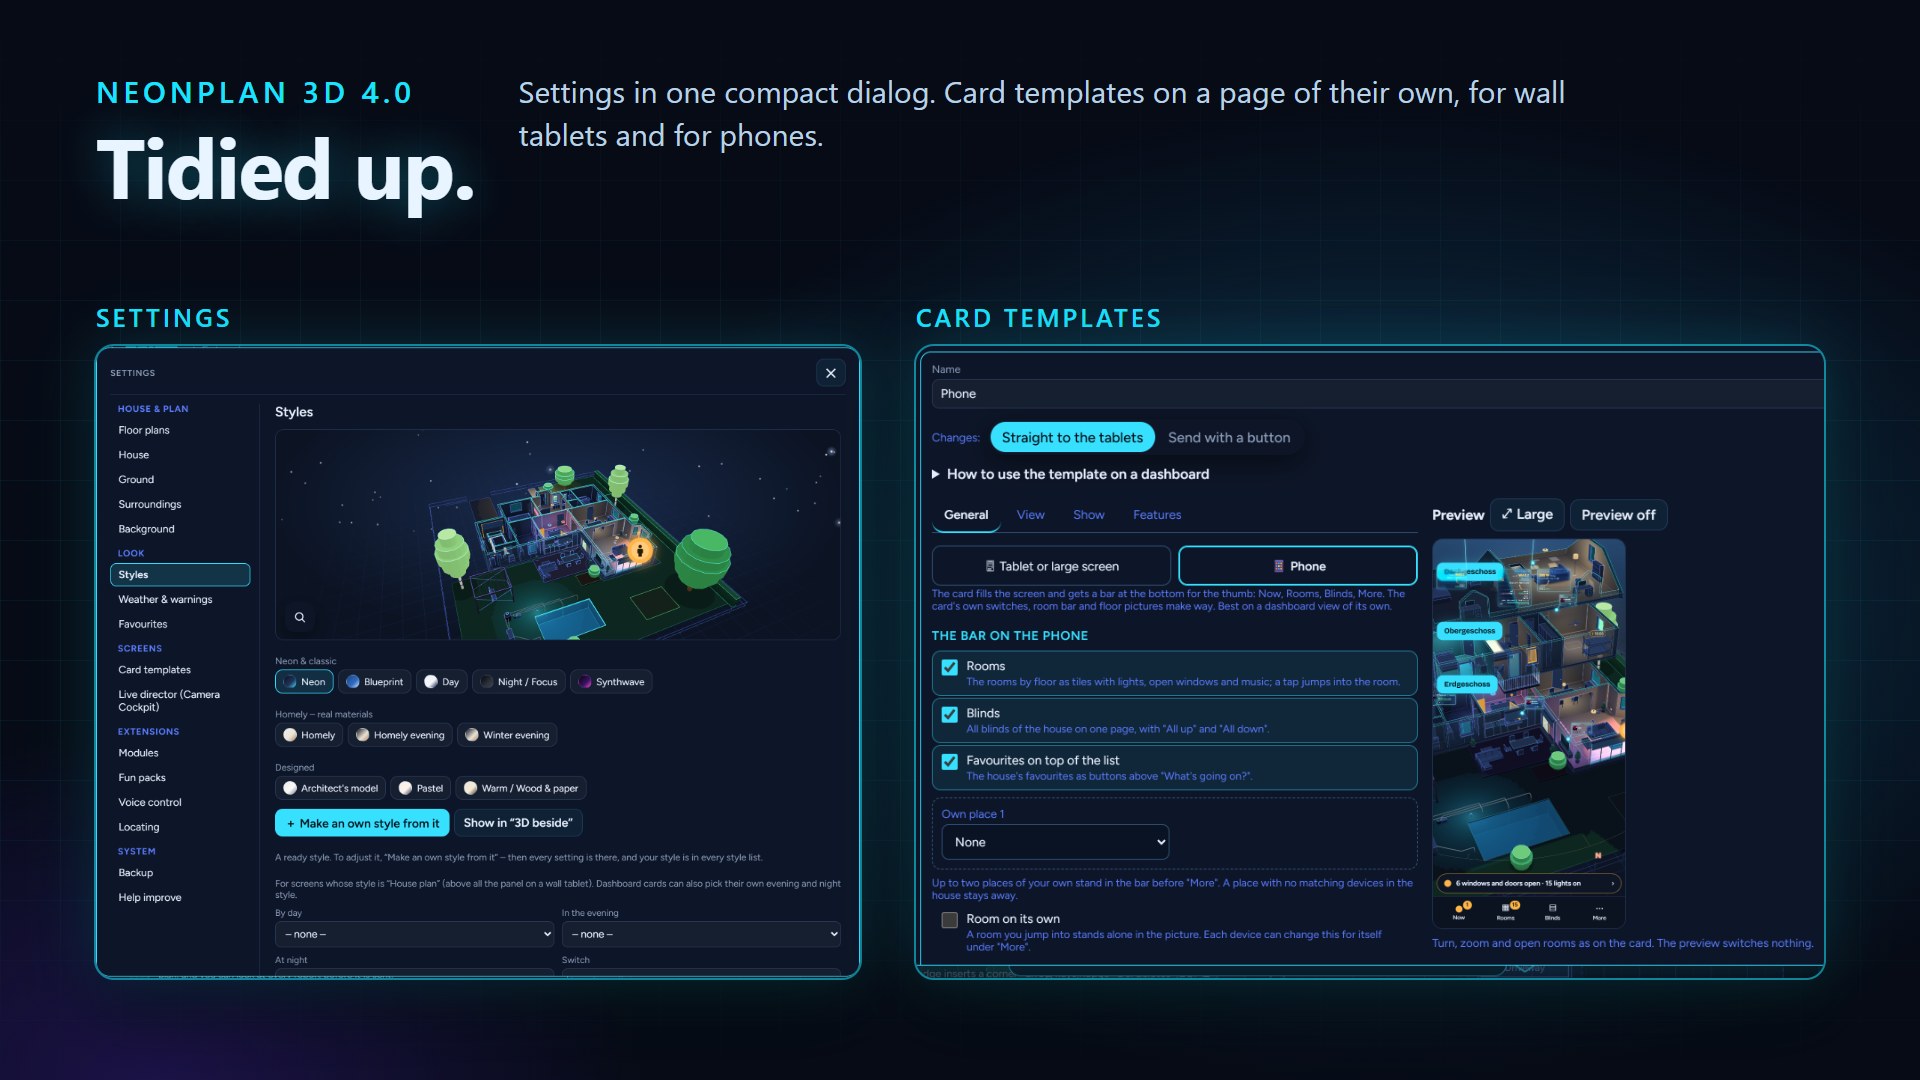 NEONPLAN 3D 4.0
Tidied up.
Settings in one compact dialog. Card templates on a page of their own, for wall
tablets and for phones.
SETTINGS
SETTINGS
HOUSE & PLAN
Floor plans
House
Ground
Surroundings
Background
LOOK
Styles
Weather & warnings
Favourites
SCREENS
Card templates
Live director (Camera
Cockpit)
EXTENSIONS
Modules
Fun packs
Voice control
Locating
SYSTEM
Backup
Help improve
Styles
Neon & classic
Neon
Blueprint
Day
Night / Focus
Synthwave
Homely – real materials
Homely
Homely evening
Winter evening
Designed
Architect's model
Pastel
Warm / Wood & paper
+ Make an own style from it
Show in “3D beside”
A ready style. To adjust it, “Make an own style from it” – then every setting is there, and your style is in every style list.
For screens whose style is “House plan” (above all the panel on a wall tablet). Dashboard cards can also pick their own evening and night
style.
By day
In the evening
– none –
– none –
At night
Switch
CARD TEMPLATES
Name
Phone
Changes:
Straight to the tablets
Send with a button
How to use the template on a dashboard
General
View
Show
Features
Tablet or large screen
Phone
The card fills the screen and gets a bar at the bottom for the thumb: Now, Rooms, Blinds, More. The
card's own switches, room bar and floor pictures make way. Best on a dashboard view of its own.
THE BAR ON THE PHONE
Rooms
The rooms by floor as tiles with lights, open windows and music; a tap jumps into the room.
Blinds
All blinds of the house on one page, with "All up" and "All down".
Favourites on top of the list
The house's favourites as buttons above "What's going on?".
Own place 1
None
Up to two places of your own stand in the bar before "More". A place with no matching devices in the
house stays away.
Room on its own
A room you jump into stands alone in the picture. Each device can change this for itself
under "More".
Preview
Large
Preview off
Obergeschoss
Erdgeschoss
N
6 windows and doors open · 15 lights on
Now
Rooms
15
Blinds
More
Turn, zoom and open rooms as on the card. The preview switches nothing.